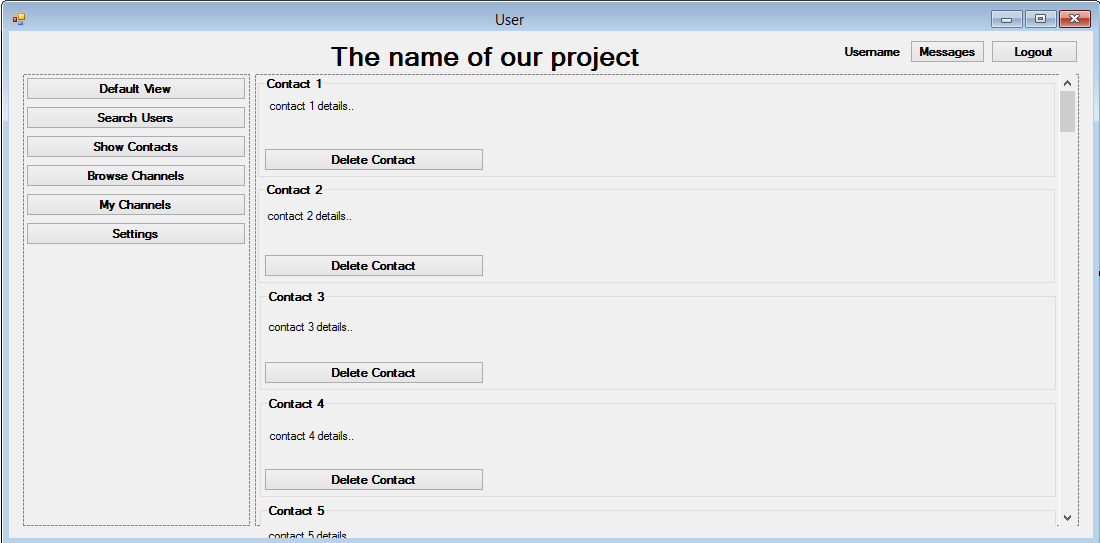 User
The name of our project
Username
Messages
Logout
Default View
Search Users
Show Contacts
Browse Channels
My Channels
Settings
Contact 1
contact 1 details..
Delete Contact
Contact 2
contact 2 details..
Delete Contact
Contact 3
contact 3 details..
Delete Contact
Contact 4
contact 4 details..
Delete Contact
Contact 5
contact 5 details..